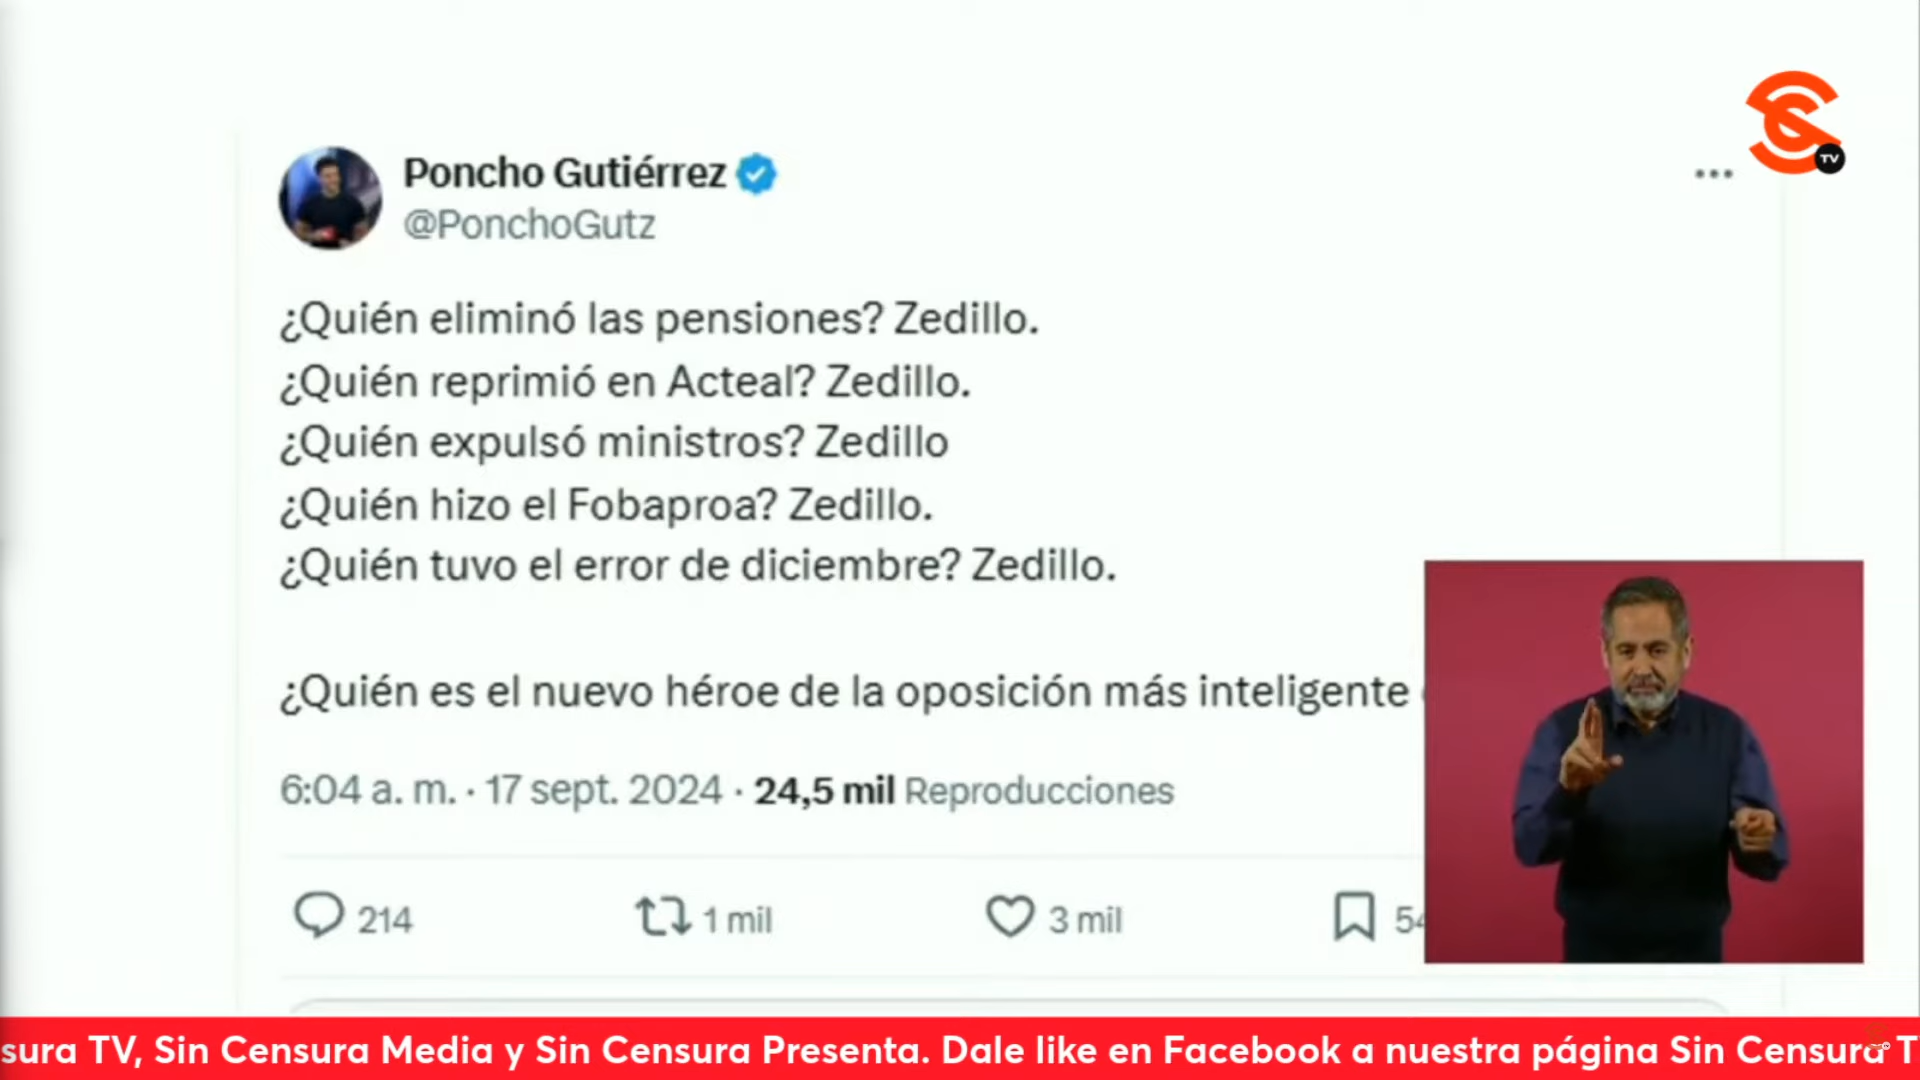 TV
Poncho Gutiérrez
@PonchoGutz
¿Quién eliminó las pensiones? Zedillo.
¿Quién reprimió en Acteal? Zedillo.
¿Quién expulsó ministros? Zedillo
¿Quién hizo el Fobaproa? Zedillo.
¿Quién tuvo el error de diciembre? Zedillo.
¿Quién es el nuevo héroe de la oposición más inteligente
6:04 a. m. · 17 sept. 2024 · 24,5 mil Reproducciones
214 1 mil 3 mil
sura TV, Sin Censura Media y Sin Censura Presenta. Dale like en Facebook a nuestra página Sin Censura T